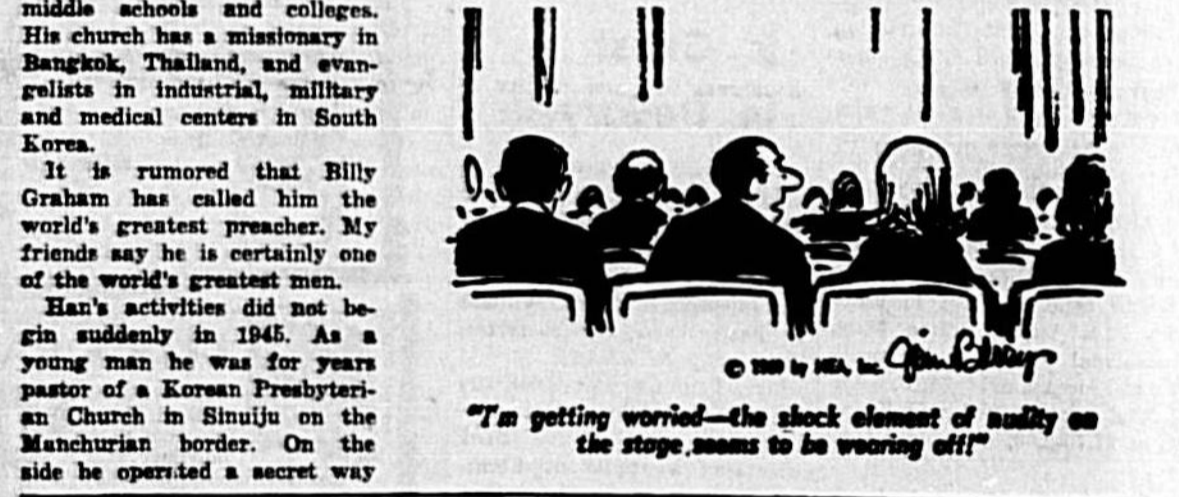 middle schools and colleges.
His church has a missionary in
Bangkok, Thailand, and evan-
gelists in industrial, military
and medical centers in South
Korea.
It is rumored that Billy
Graham has called him the
world's greatest preacher. My
friends say he is certainly one
of the world's greatest men.
Han's activities did not be-
gin suddenly in 1945. As a
young man he was for years
pastor of a Korean Presbyteri-
an Church in Sinuiju on the
Manchurian border. On the
side he operated a secret way
© by NEA, Inc. Jim Berry
"I'm getting worried—the shock element of nudity on
the stage seems to be wearing off!"